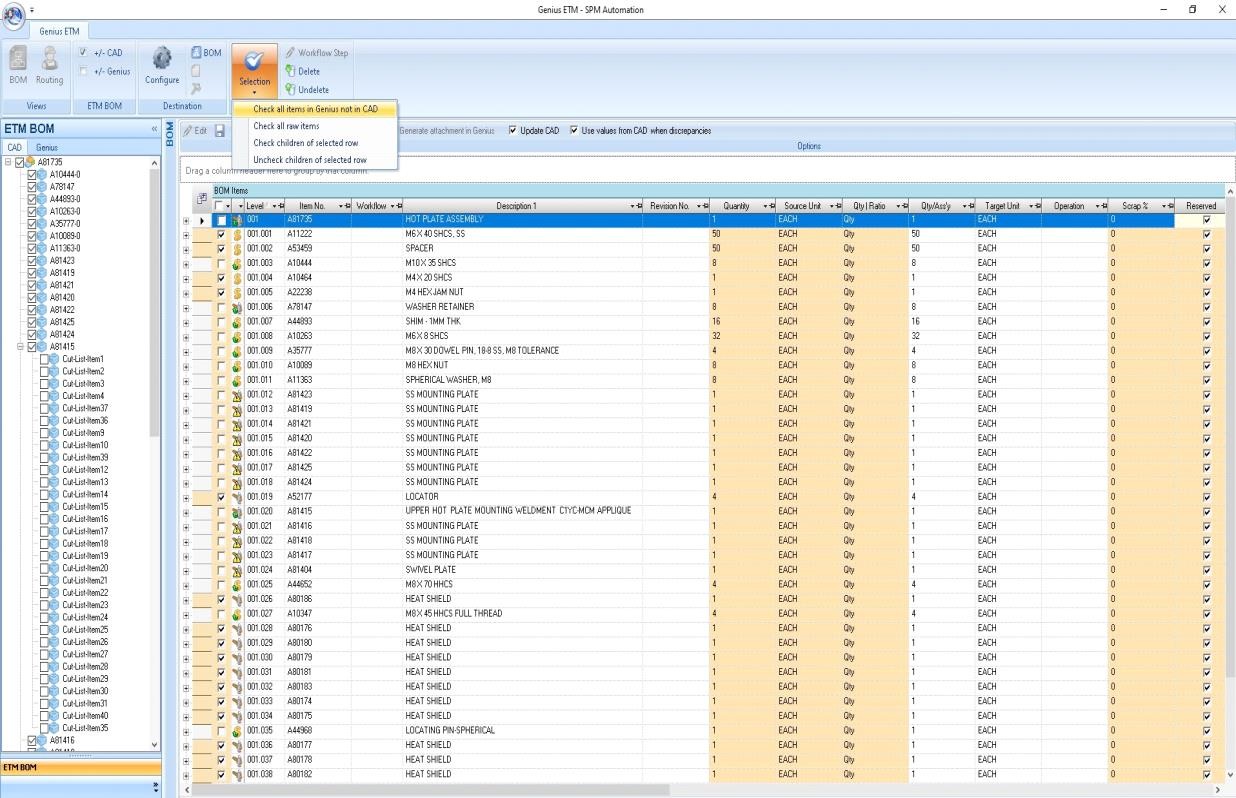 Genius ETM - SPM Automation
Genius ETM
BOM Routing
Views
+/- CAD
+/- Genius
ETM BOM
Configure
BOM
Destination
Selection
Workflow Step
Delete
Undelete
Check all items in Genius not in CAD
Check all raw items
Check children of selected row
Uncheck children of selected row
ETM BOM
CAD Genius
A81735
A10444-0
A78147
A44893-0
A10263-0
A35777-0
A10089-0
A11363-0
A81423
A81419
A81421
A81420
A81422
A81425
A81424
A81415
Cut-List-Item1
Cut-List-Item2
Cut-List-Item3
Cut-List-Item4
Cut-List-Item37
Cut-List-Item36
Cut-List-Item9
Cut-List-Item10
Cut-List-Item39
Cut-List-Item12
Cut-List-Item13
Cut-List-Item14
Cut-List-Item15
Cut-List-Item16
Cut-List-Item17
Cut-List-Item18
Cut-List-Item19
Cut-List-Item20
Cut-List-Item21
Cut-List-Item22
Cut-List-Item23
Cut-List-Item24
Cut-List-Item25
Cut-List-Item26
Cut-List-Item27
Cut-List-Item28
Cut-List-Item29
Cut-List-Item30
Cut-List-Item31
Cut-List-Item40
Cut-List-Item35
A81416
ETM BOM
BOM
Edit Generate attachment in Genius Update CAD Use values from CAD when discrepancies
Options
Drag a column header here to group by that column.
BOM Items
Level Item No. Workflow Description 1 Revision No. Quantity Source Unit Qty | Ratio Qty/Ass'y Target Unit Operation Scrap % Reserved
001 A81735 HOT PLATE ASSEMBLY 1 EACH Qty 1 EACH 0
001.001 A11222 M6 X 40 SHCS, SS 50 EACH Qty 50 EACH 0
001.002 A53459 SPACER 50 EACH Qty 50 EACH 0
001.003 A10444 M10 X 35 SHCS 8 EACH Qty 8 EACH 0
001.004 A10464 M4 X 20 SHCS 1 EACH Qty 1 EACH 0
001.005 A22238 M4 HEX JAM NUT 1 EACH Qty 1 EACH 0
001.006 A78147 WASHER RETAINER 8 EACH Qty 8 EACH 0
001.007 A44893 SHIM - 1MM THK 16 EACH Qty 16 EACH 0
001.008 A10263 M6 X 8 SHCS 32 EACH Qty 32 EACH 0
001.009 A35777 M8 X 30 DOWEL PIN, 18-8 SS, M8 TOLERANCE 4 EACH Qty 4 EACH 0
001.010 A10089 M8 HEX NUT 8 EACH Qty 8 EACH 0
001.011 A11363 SPHERICAL WASHER, M8 8 EACH Qty 8 EACH 0
001.012 A81423 SS MOUNTING PLATE 1 EACH Qty 1 EACH 0
001.013 A81419 SS MOUNTING PLATE 1 EACH Qty 1 EACH 0
001.014 A81421 SS MOUNTING PLATE 1 EACH Qty 1 EACH 0
001.015 A81420 SS MOUNTING PLATE 1 EACH Qty 1 EACH 0
001.016 A81422 SS MOUNTING PLATE 1 EACH Qty 1 EACH 0
001.017 A81425 SS MOUNTING PLATE 1 EACH Qty 1 EACH 0
001.018 A81424 SS MOUNTING PLATE 1 EACH Qty 1 EACH 0
001.019 A52177 LOCATOR 4 EACH Qty 4 EACH 0
001.020 A81415 UPPER HOT PLATE MOUNTING WELDMENT CTYC-MCM APPLIQUE 1 EACH Qty 1 EACH 0
001.021 A81416 SS MOUNTING PLATE 1 EACH Qty 1 EACH 0
001.022 A81418 SS MOUNTING PLATE 1 EACH Qty 1 EACH 0
001.023 A81417 SS MOUNTING PLATE 1 EACH Qty 1 EACH 0
001.024 A81404 SWIVEL PLATE 1 EACH Qty 1 EACH 0
001.025 A44652 M8 X 70 HHCS 4 EACH Qty 4 EACH 0
001.026 A80186 HEAT SHIELD 1 EACH Qty 1 EACH 0
001.027 A10347 M8 X 45 HHCS FULL THREAD 4 EACH Qty 4 EACH 0
001.028 A80176 HEAT SHIELD 1 EACH Qty 1 EACH 0
001.029 A80180 HEAT SHIELD 1 EACH Qty 1 EACH 0
001.030 A80179 HEAT SHIELD 1 EACH Qty 1 EACH 0
001.031 A80181 HEAT SHIELD 1 EACH Qty 1 EACH 0
001.032 A80183 HEAT SHIELD 1 EACH Qty 1 EACH 0
001.033 A80174 HEAT SHIELD 1 EACH Qty 1 EACH 0
001.034 A80175 HEAT SHIELD 1 EACH Qty 1 EACH 0
001.035 A44968 LOCATING PIN-SPHERICAL 1 EACH Qty 1 EACH 0
001.036 A80177 HEAT SHIELD 1 EACH Qty 1 EACH 0
001.037 A80178 HEAT SHIELD 1 EACH Qty 1 EACH 0
001.038 A80182 HEAT SHIELD 1 EACH Qty 1 EACH 0